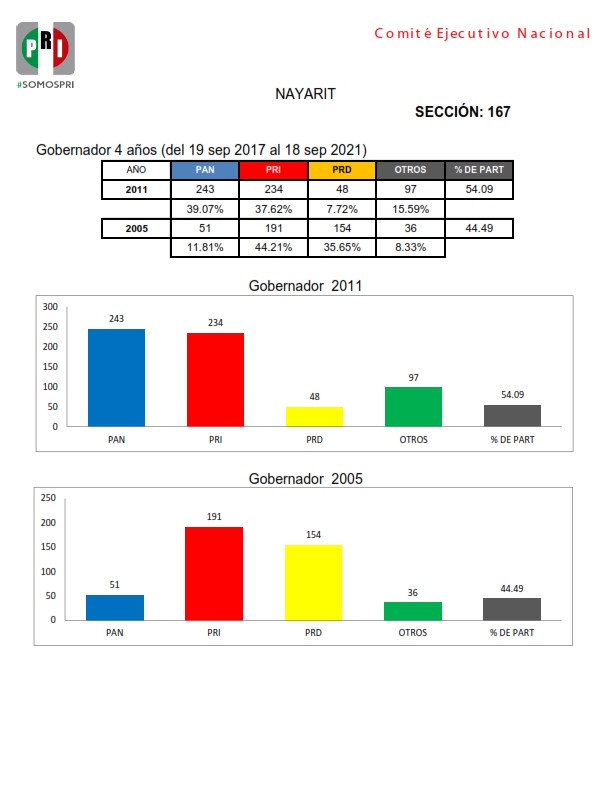 PRI
#SOMOSPRI
Comité Ejecutivo Nacional
NAYARIT
SECCIÓN: 167
Gobernador 4 años (del 19 sep 2017 al 18 sep 2021)
AÑO PAN PRI PRD OTROS % DE PART
2011 243 234 48 97 54.09
39.07% 37.62% 7.72% 15.59%
2005 51 191 154 36 44.49
11.81% 44.21% 35.65% 8.33%
Gobernador 2011
300
250
200
150
100
50
0
243
234
48
97
54.09
PAN PRI PRD OTROS % DE PART
Gobernador 2005
250
200
150
100
50
0
51
191
154
36
44.49
PAN PRI PRD OTROS % DE PART